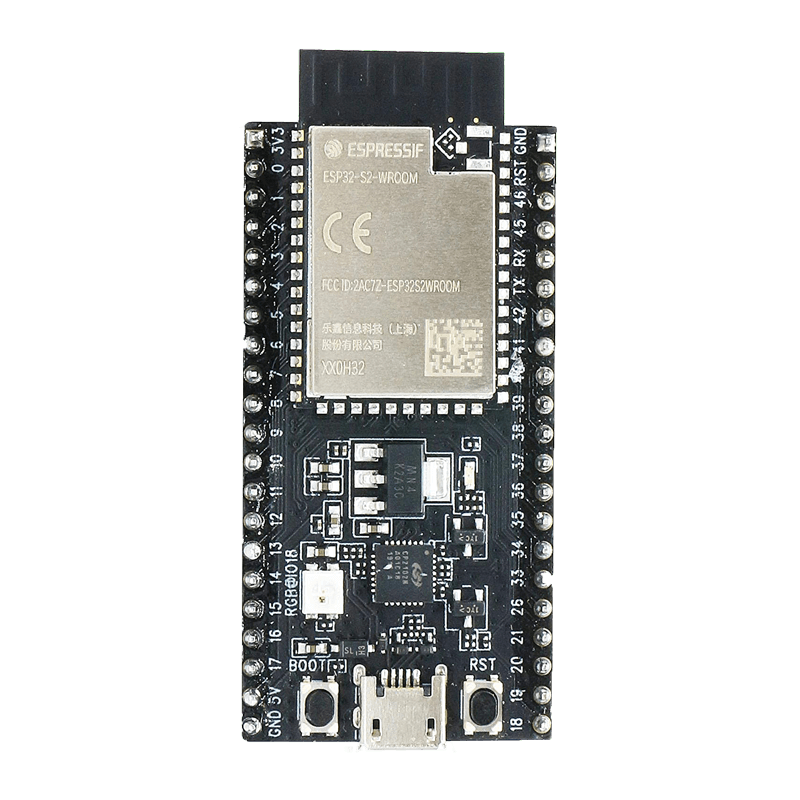 ESPRESSIF
ESP32-S2-WROOM
CE
FCC ID:2AC7Z-ESP32S2WROOM
乐鑫信息科技(上海)
股份有限公司
XX0H32
3V3
0
1
2
3
4
5
6
7
8
9
10
11
12
13
14
15
16
17
5V
GND
GND
RST
46
45
RX
TX
42
41
39
38
37
36
35
34
33
26
21
20
19
18
MN4
K2A3C
CP2102N
RGB@IO18
BOOT
RST